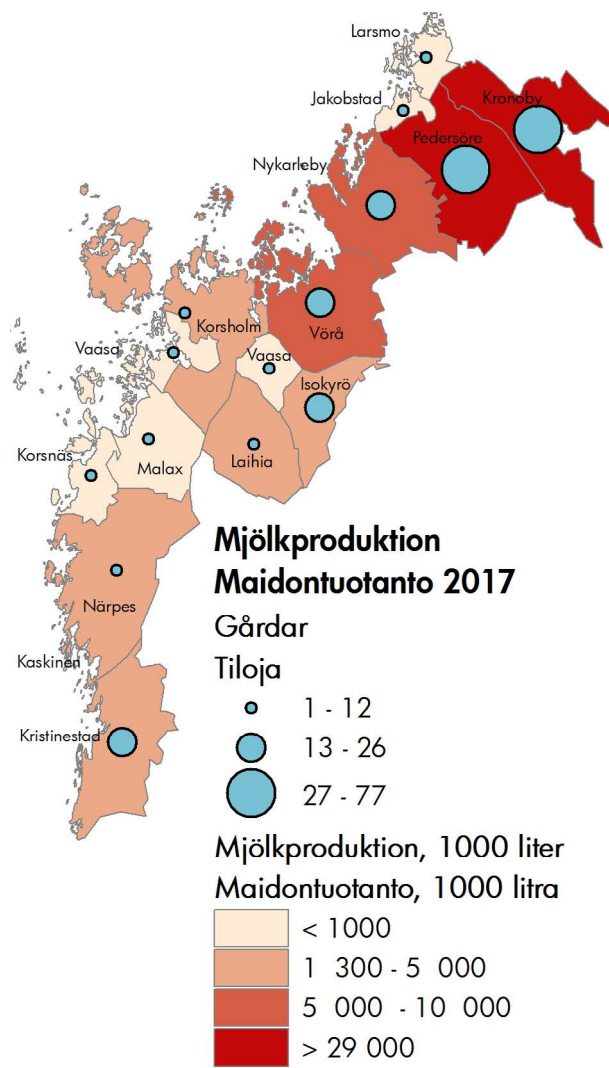 Larsmo
Kronoby
Jakobstad
Pedersöre
Nykarleby
Korsholm
Vörå
Vaasa
Vaasa
Isokyrö
Korsnäs
Malax
Laihia
Mjölkproduktion
Maidontuotanto 2017
Närpes
Gårdar
Kaskinen
Tiloja
1 - 12
Kristinestad
13 - 26
27 - 77
Mjölkproduktion, 1000 liter
Maidontuotanto, 1000 litra
< 1000
1 300 - 5 000
5 000 - 10 000
> 29 000